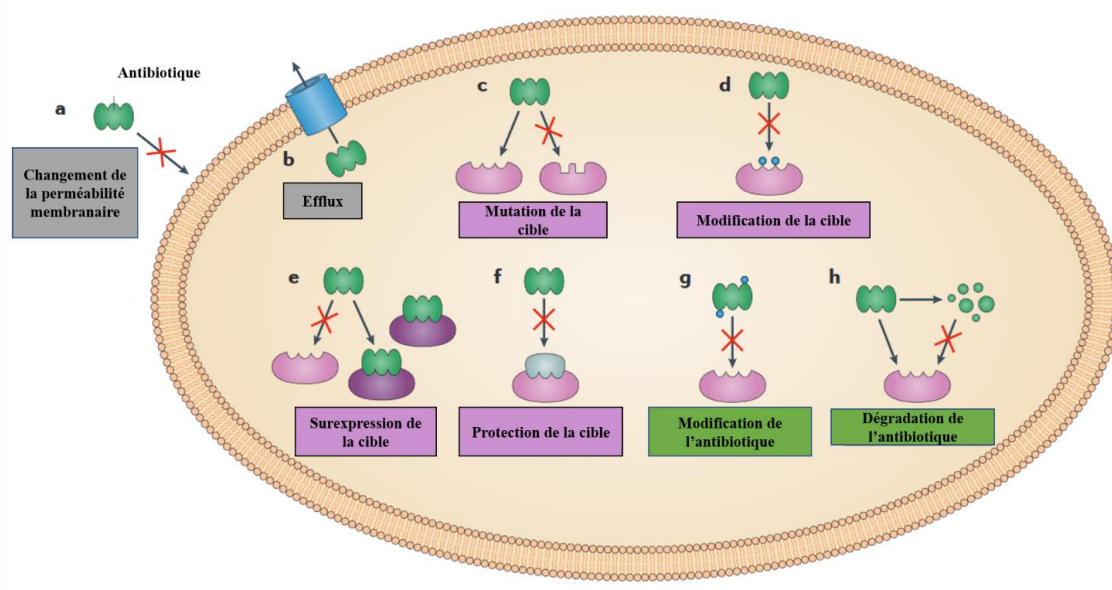 Antibiotique
a
Changement de
la perméabilité
membranaire
b
Efflux
c
Mutation de la
cible
d
Modification de la cible
e
Surexpression de
la cible
f
Protection de la cible
g
Modification de
l’antibiotique
h
Dégradation de
l’antibiotique